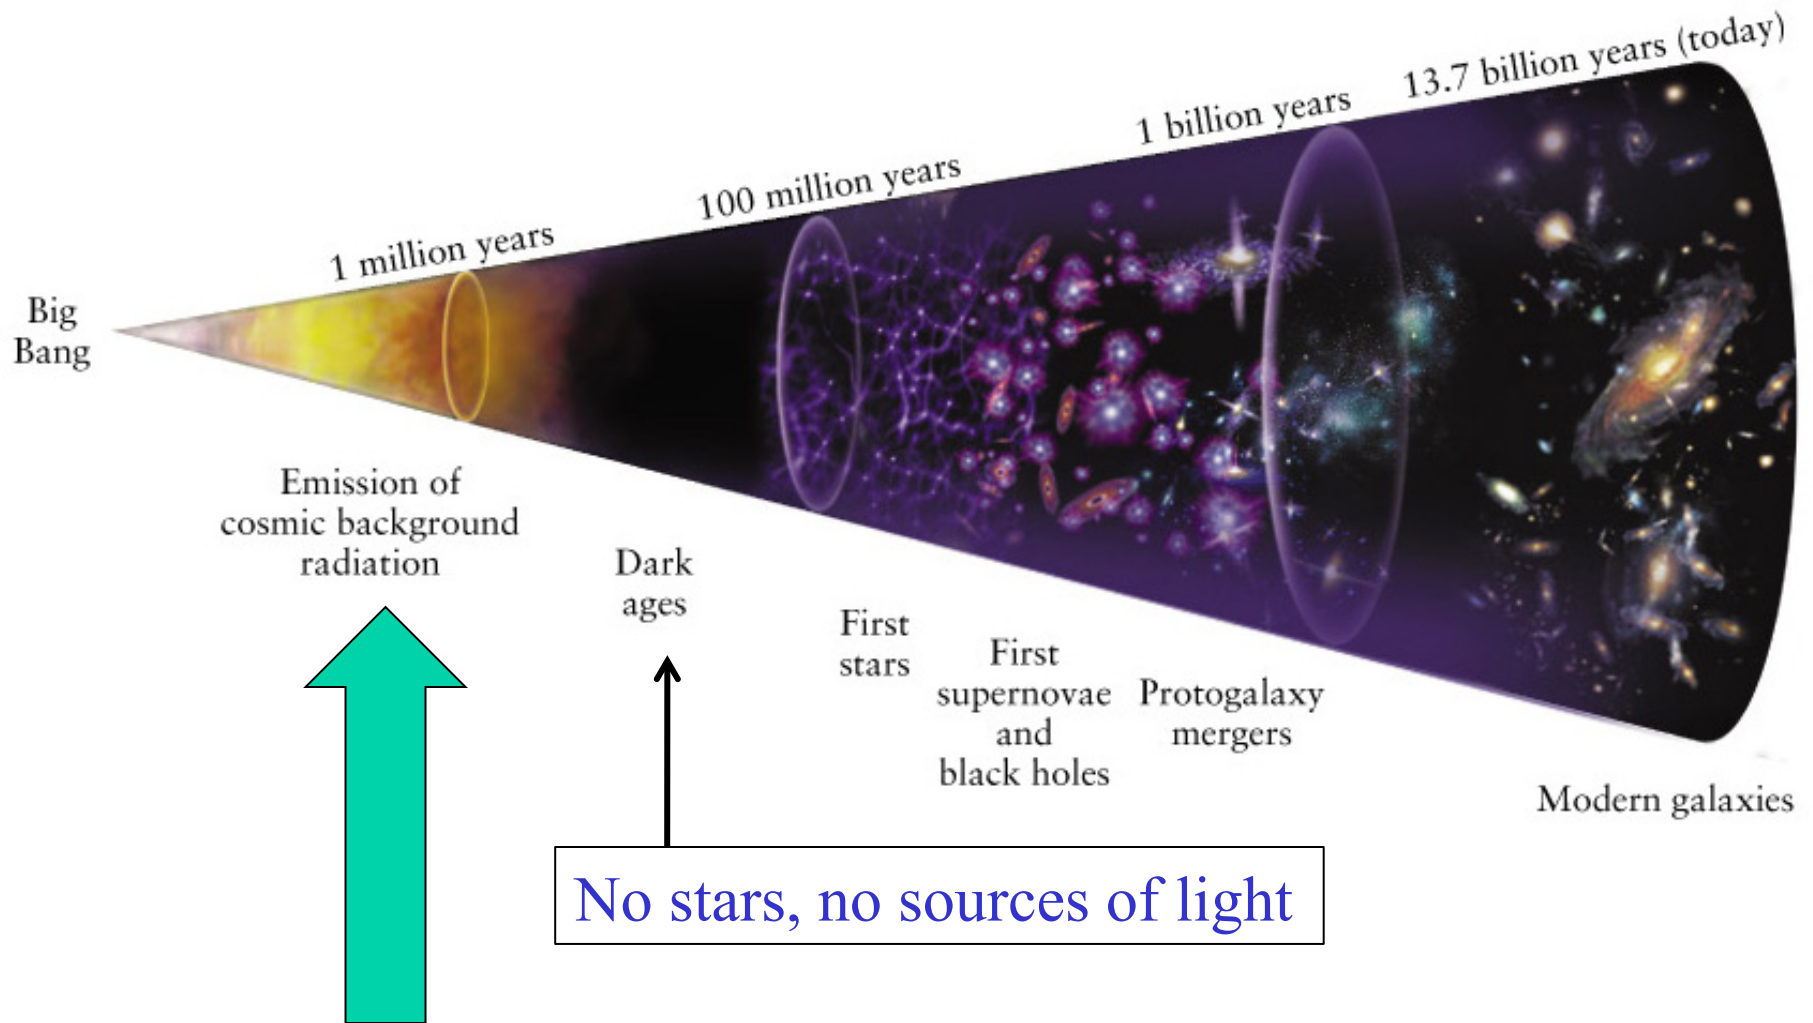 13.7 billion years (today)
1 billion years
100 million years
1 million years
Big
Bang
Emission of
cosmic background
radiation
Dark
ages
First
stars
First
supernovae
and
black holes
Protogalaxy
mergers
Modern galaxies
No stars, no sources of light